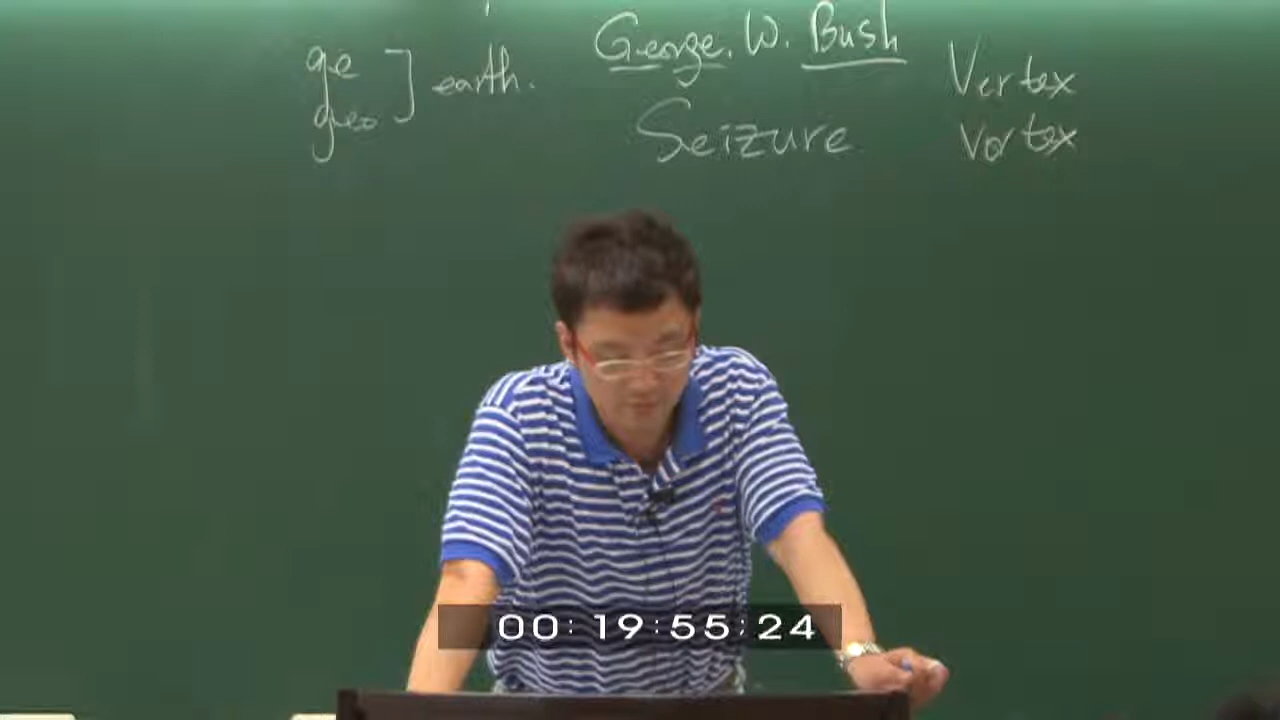 ge
geo ] earth.
George. W. Bush
Seizure
Vertex
Vortex
00:19:55:24